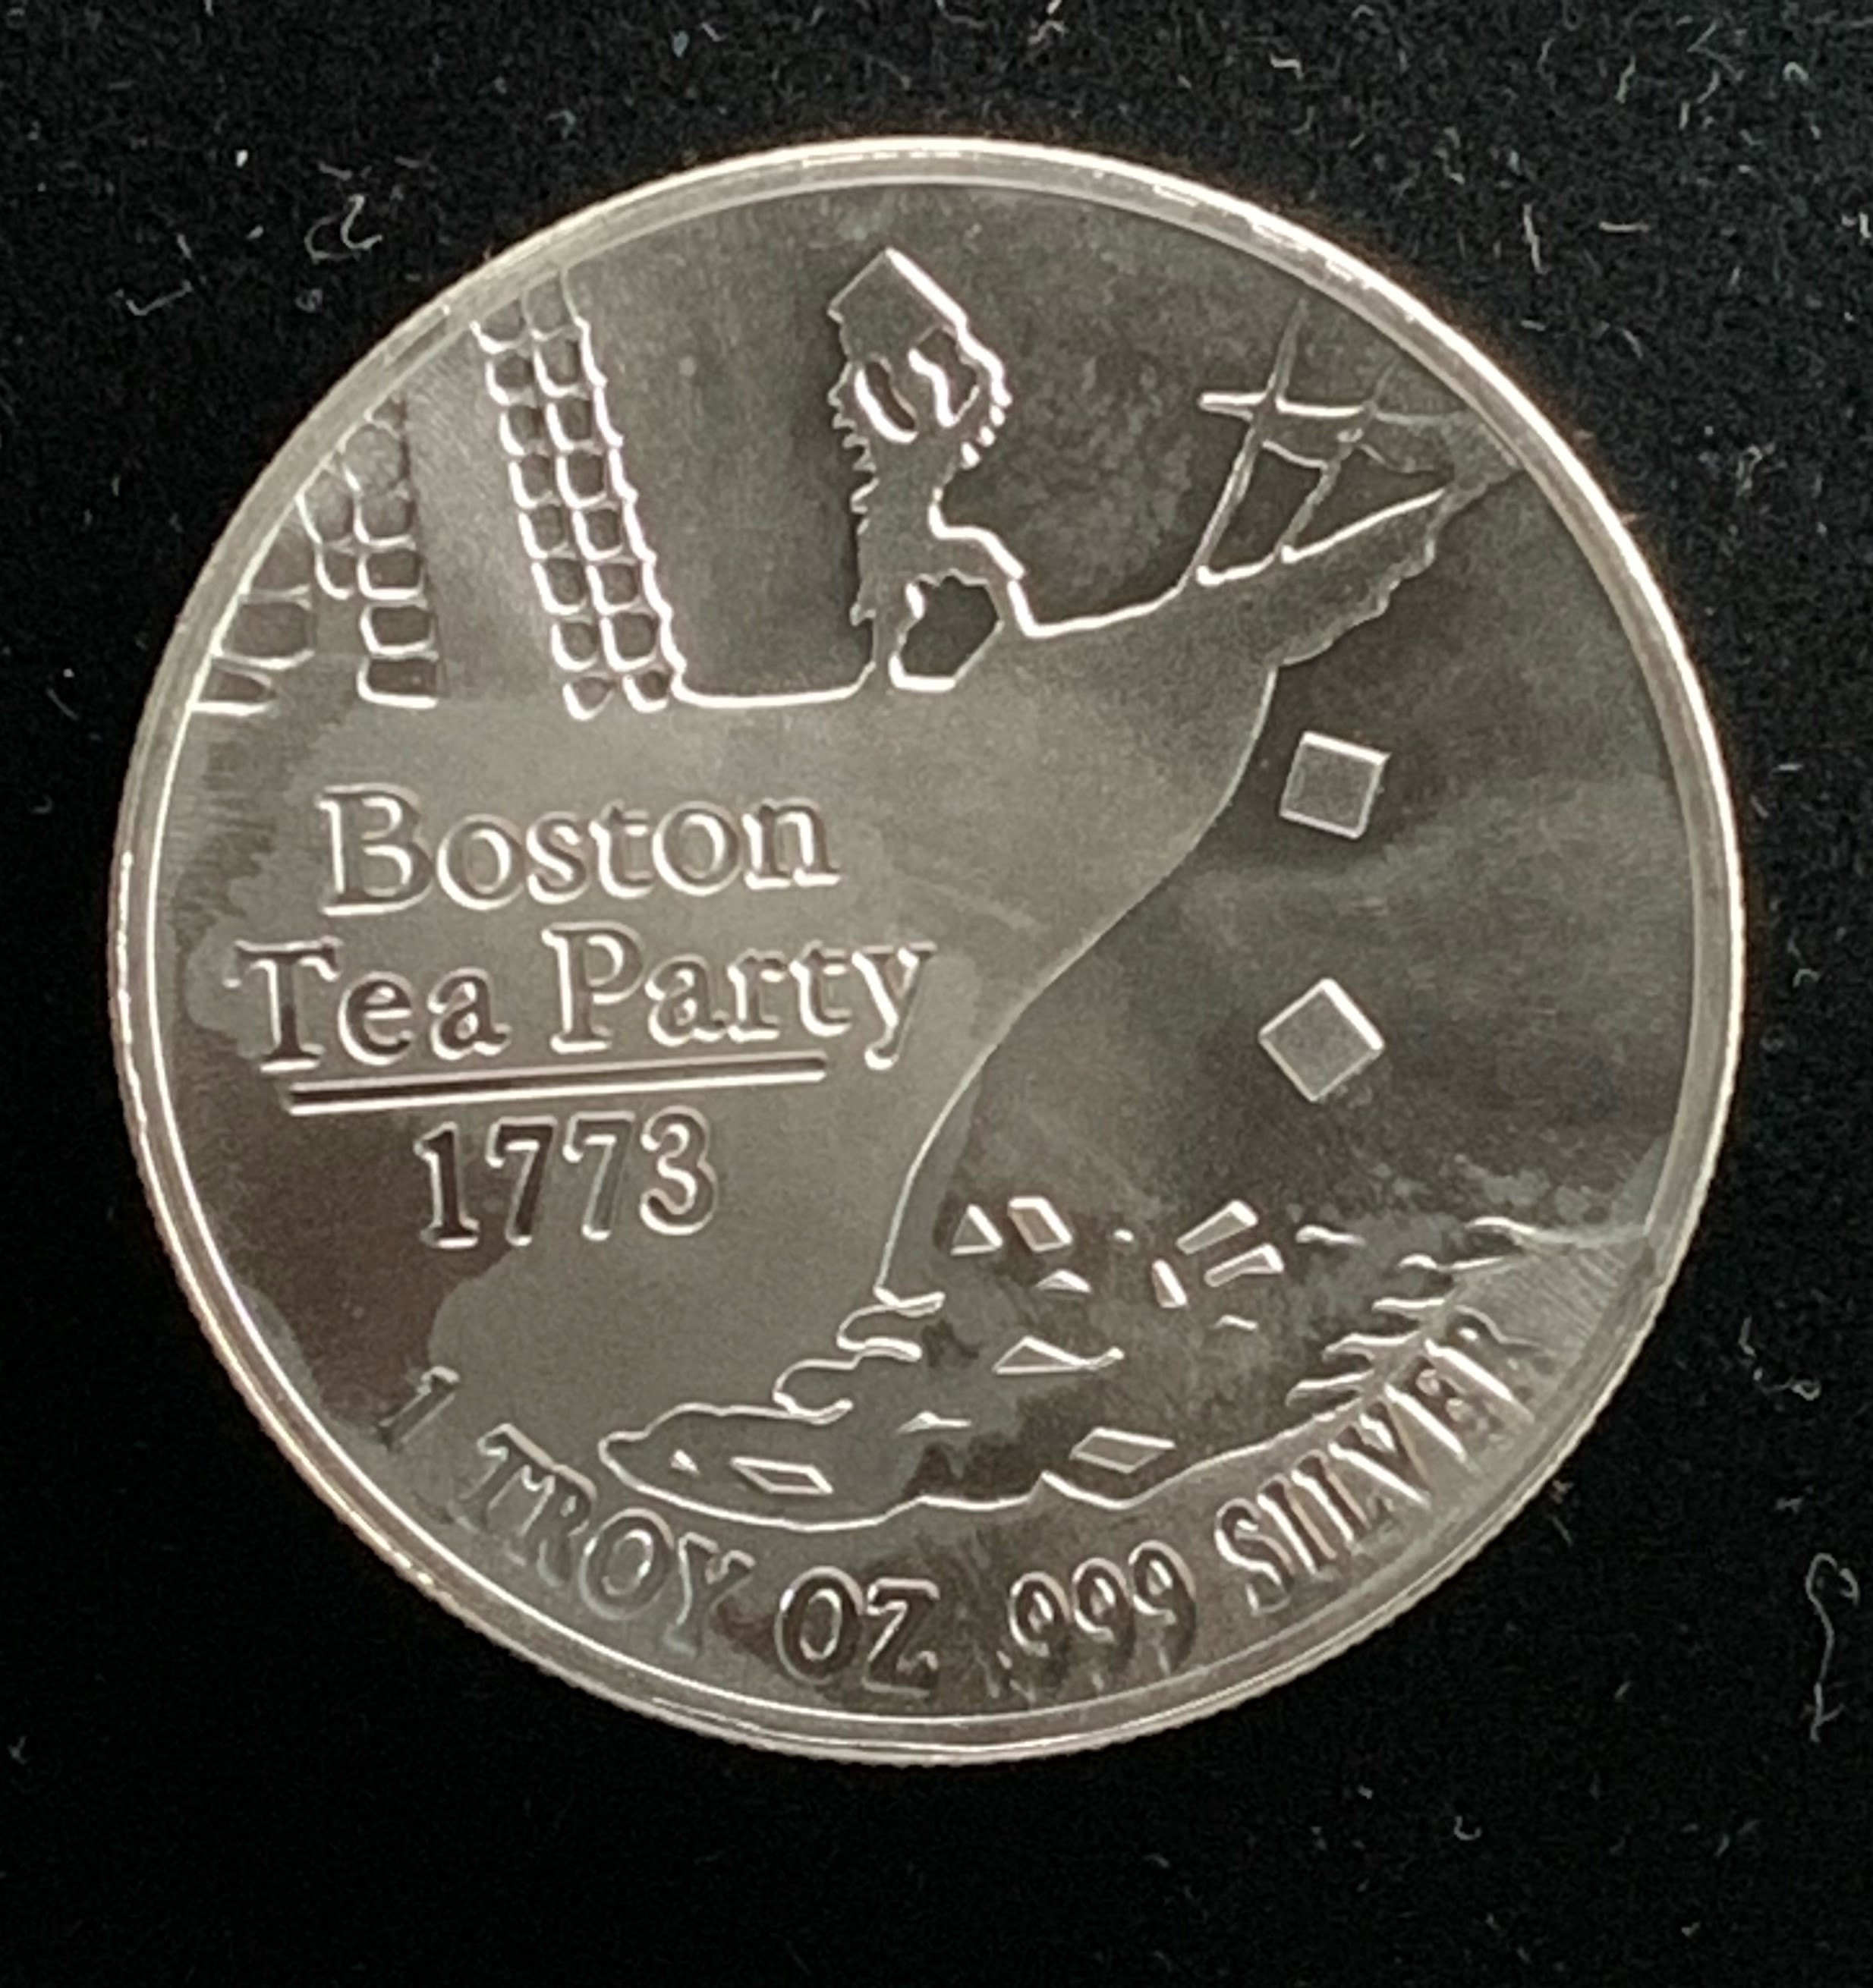 Boston
Tea Party
1773
1 TROY OZ .999 SILVER